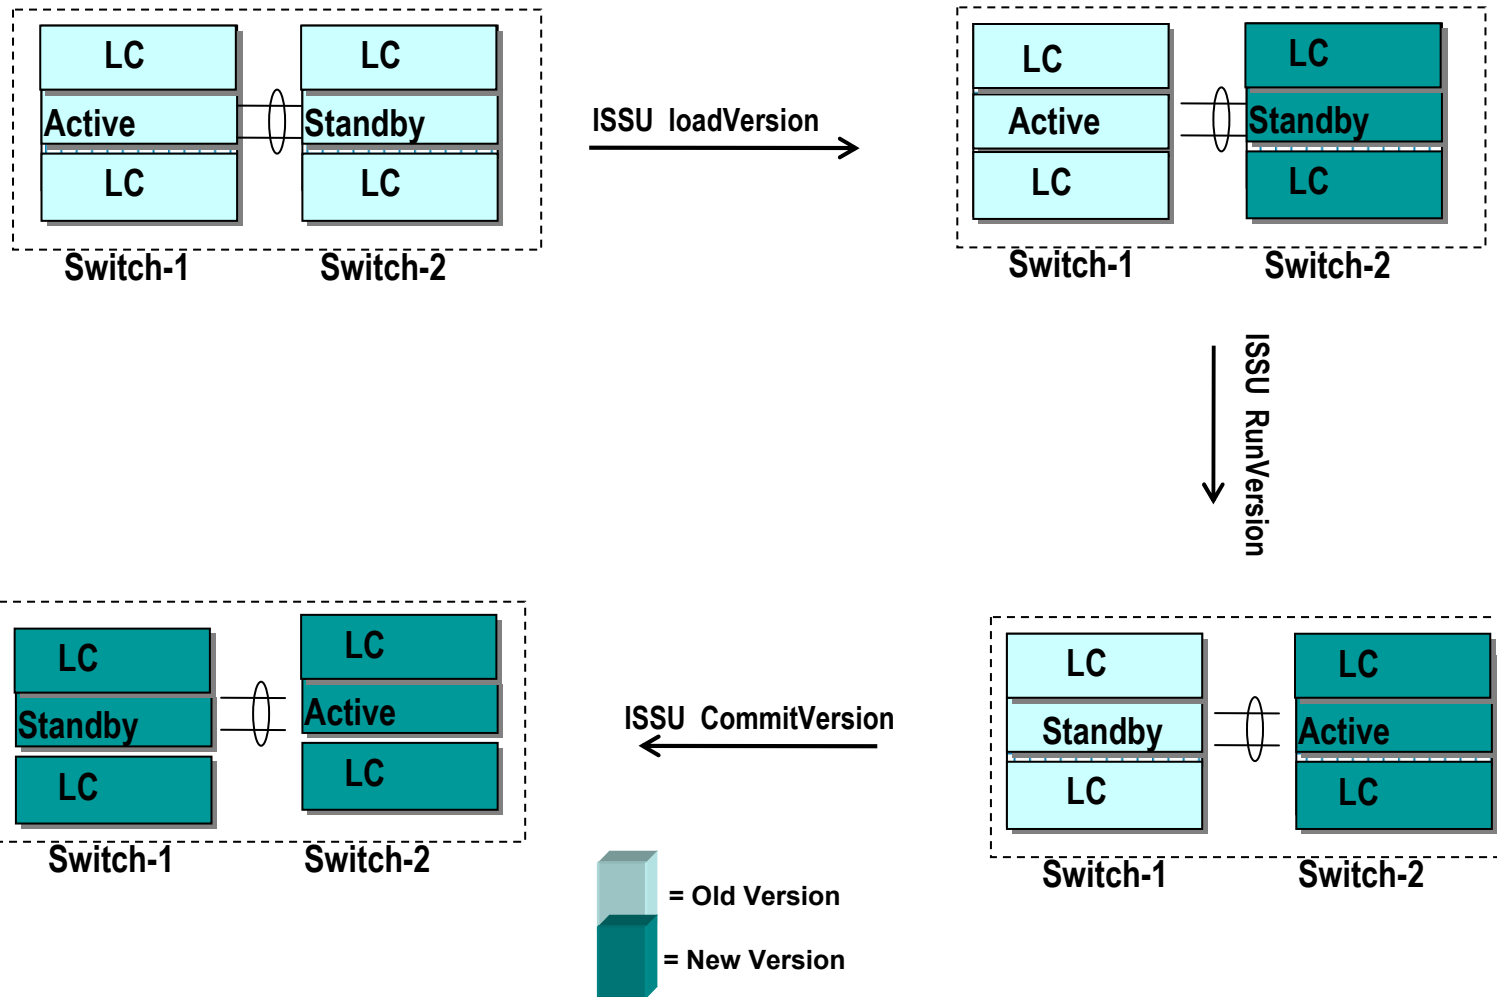 LC
LC
Active
Standby
LC
LC
Switch-1
Switch-2
ISSU loadVersion
LC
LC
Active
Standby
LC
LC
Switch-1
Switch-2
ISSU RunVersion
LC
LC
Standby
Active
LC
LC
Switch-1
Switch-2
ISSU CommitVersion
LC
LC
Standby
Active
LC
LC
Switch-1
Switch-2
= Old Version
= New Version